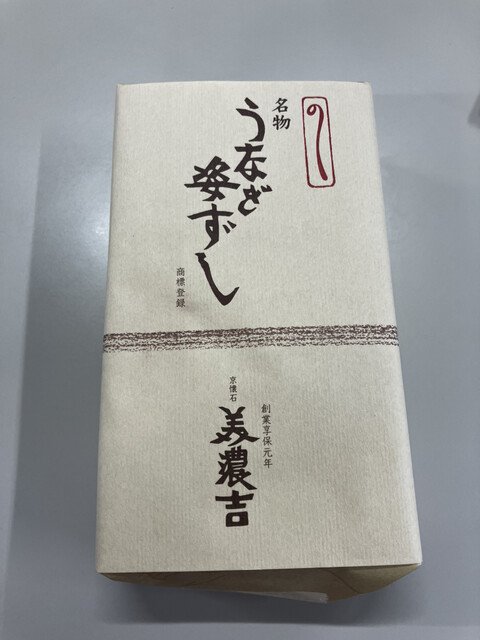 のし
名物
うなぎ
姿ずし
商標登録
創業享保元年
京懐石
美濃吉